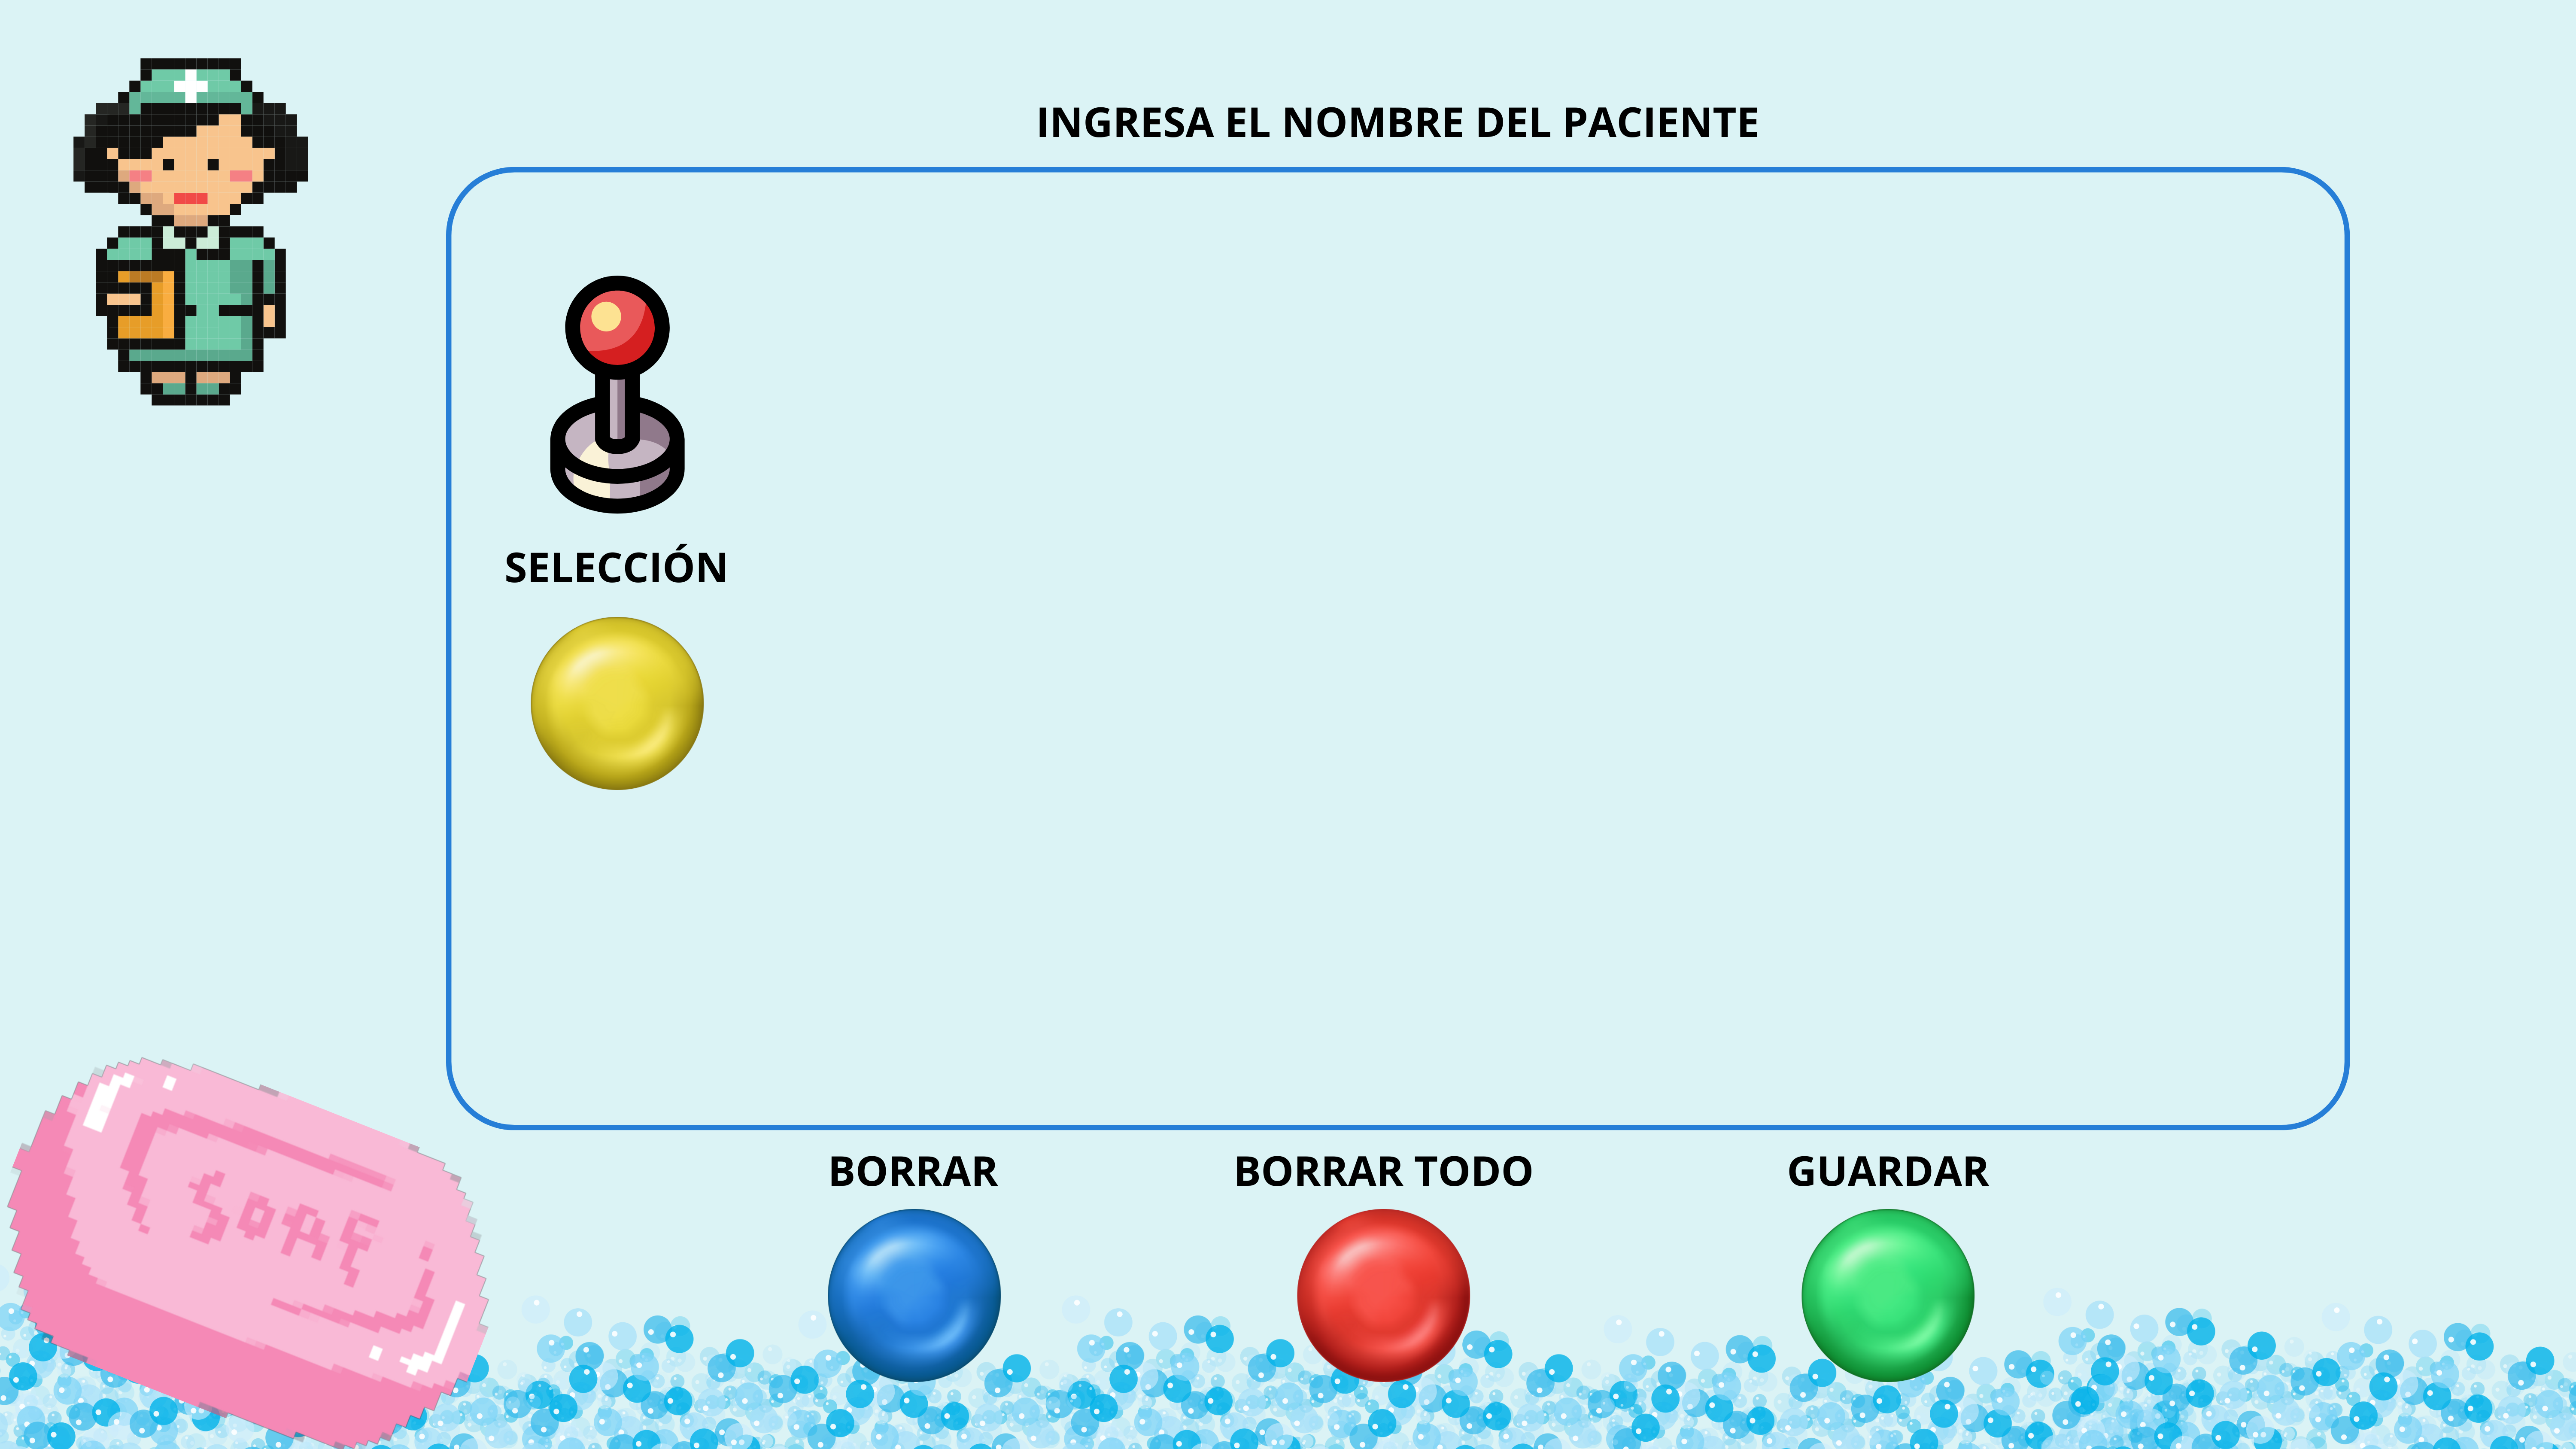 INGRESA EL NOMBRE DEL PACIENTE
SELECCIÓN
BORRAR
BORRAR TODO
GUARDAR
SOAP